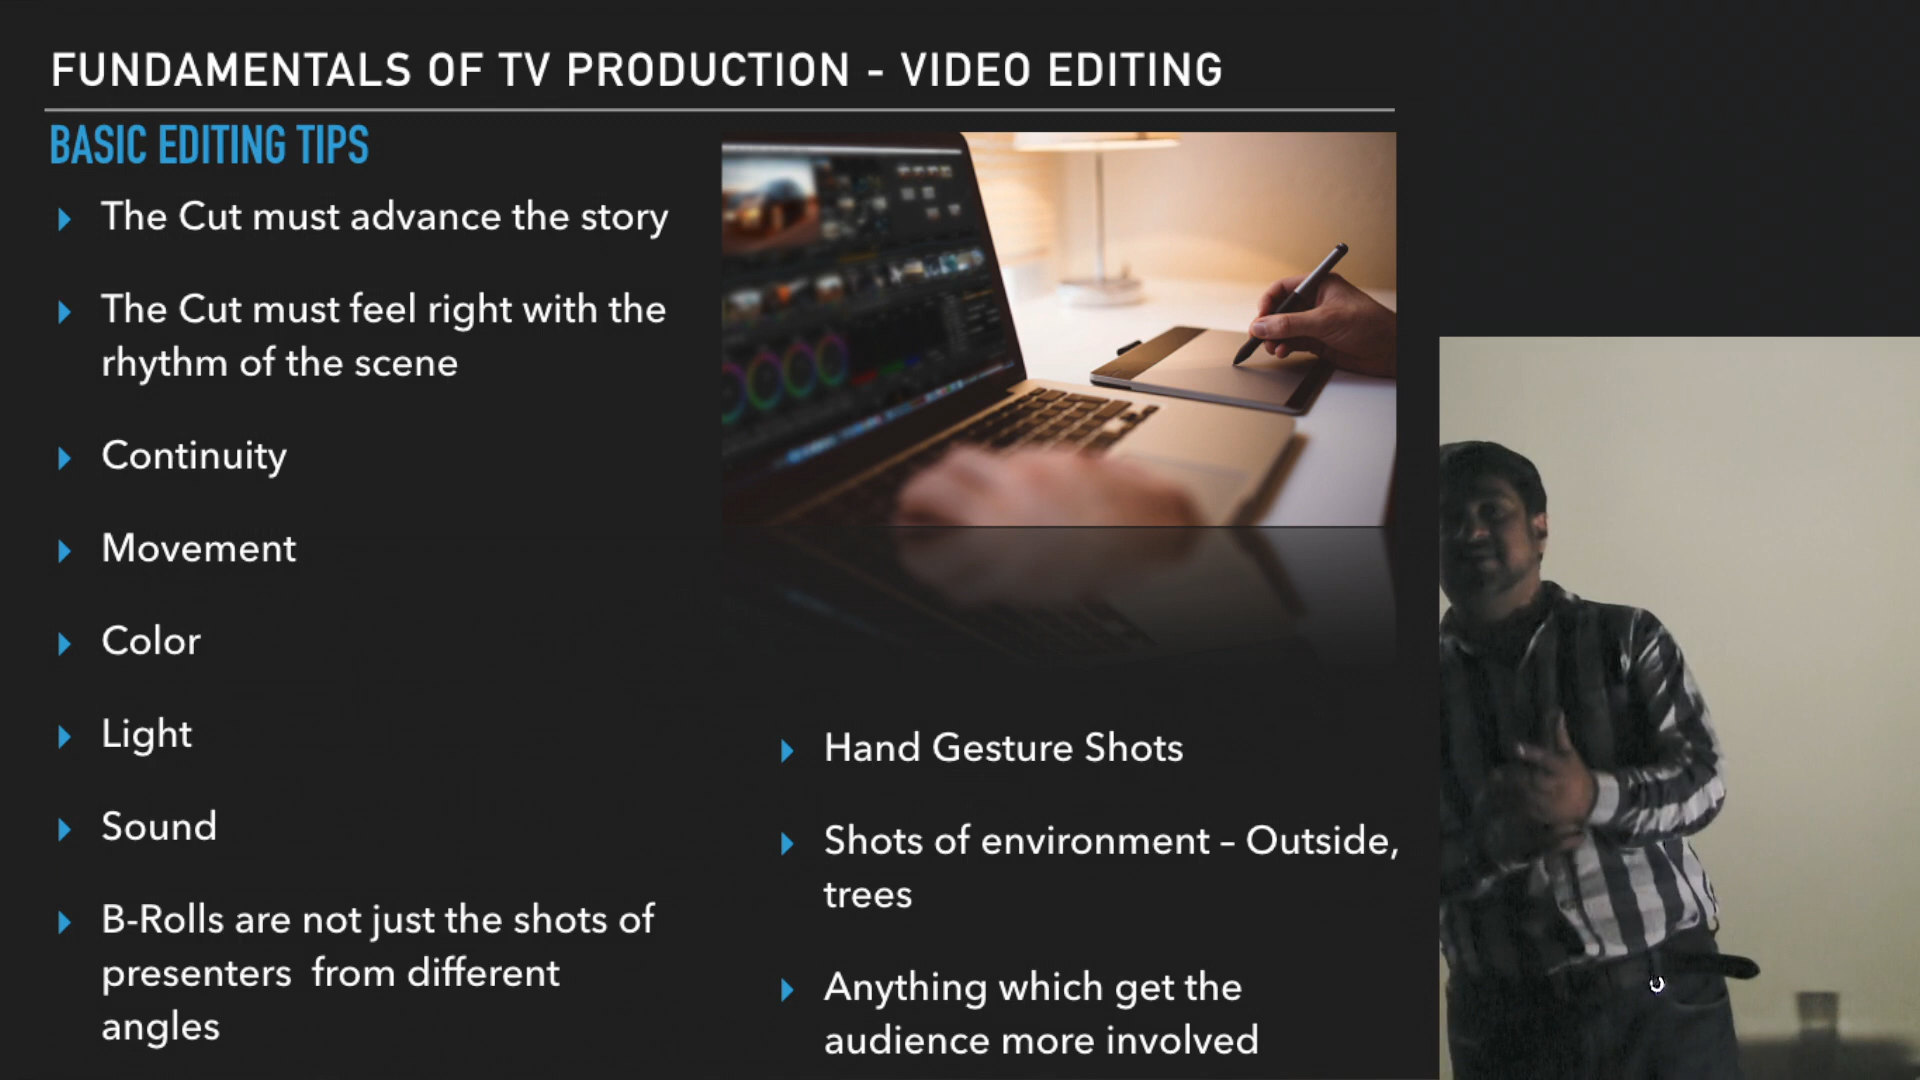 FUNDAMENTALS OF TV PRODUCTION - VIDEO EDITING
BASIC EDITING TIPS
The Cut must advance the story
The Cut must feel right with the
rhythm of the scene
Continuity
Movement
Color
Light
Sound
B-Rolls are not just the shots of
presenters  from different
angles
Hand Gesture Shots
Shots of environment – Outside,
trees
Anything which get the
audience more involved